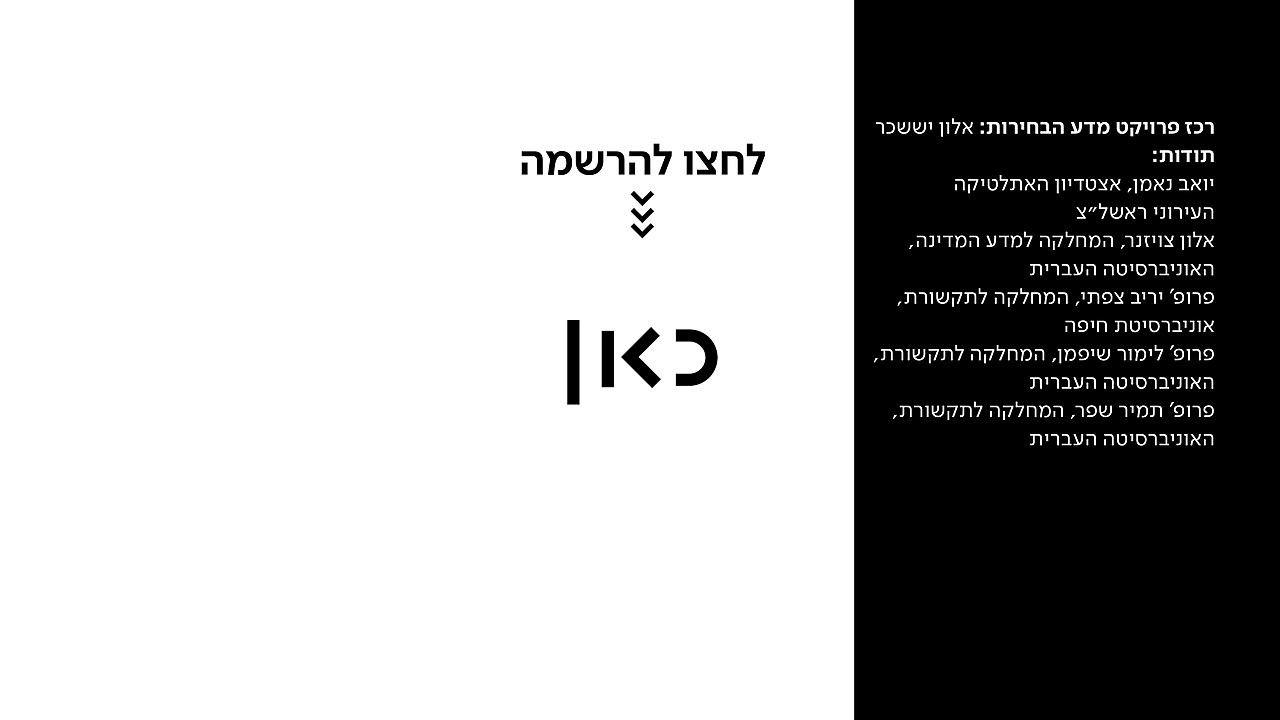 רכז פרויקט מדע הבחירות: אלון יששכר
תודות:
יואב נאמן, אצטדיון האתלטיקה
העירוני ראשל״צ
אלון צויזנר, המחלקה למדע המדינה,
האוניברסיטה העברית
פרופ׳ יריב צפתי, המחלקה לתקשורת,
אוניברסיטת חיפה
פרופ׳ לימור שיפמן, המחלקה לתקשורת,
האוניברסיטה העברית
פרופ׳ תמיר שפר, המחלקה לתקשורת,
האוניברסיטה העברית
לחצו להרשמה
כאן